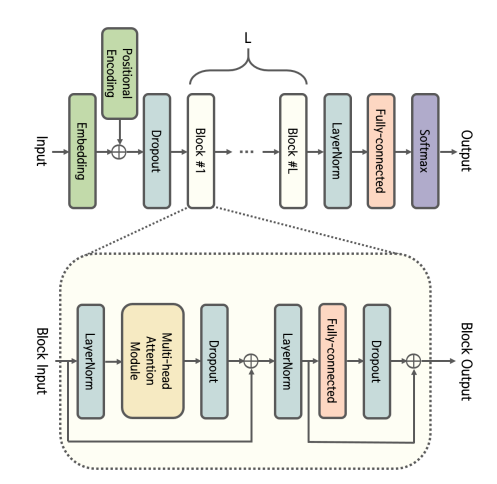 L
Input
Embedding
Positional
Encoding
Dropout
Block #1
...
Block #L
LayerNorm
Fully-connected
Softmax
Output
Block Input
LayerNorm
Multi-head
Attention
Module
Dropout
LayerNorm
Fully-connected
Dropout
Block Output